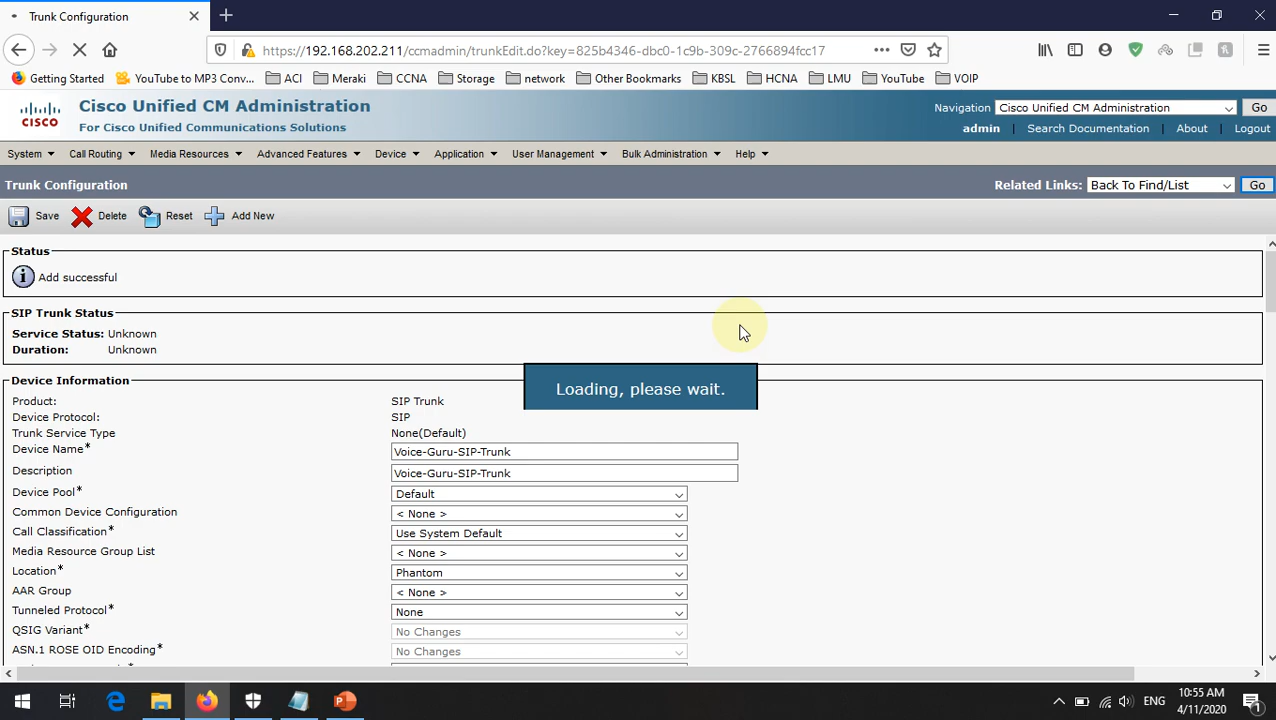 Trunk Configuration
https://192.168.202.211/ccmadmin/trunkEdit.do?key=825b4346-dbc0-1c9b-309c-2766894fcc17
Getting Started YouTube to MP3 Conv... ACI Meraki CCNA Storage network Other Bookmarks KBSL HCNA LMU YouTube VOIP
Cisco Unified CM Administration
For Cisco Unified Communications Solutions
CISCO
Navigation Cisco Unified CM Administration Go
admin | Search Documentation | About | Logout
System Call Routing Media Resources Advanced Features Device Application User Management Bulk Administration Help
Trunk Configuration Related Links: Back To Find/List Go
Save Delete Reset Add New
Status
Add successful
SIP Trunk Status
Service Status: Unknown
Duration: Unknown
Loading, please wait.
Device Information
Product: SIP Trunk
Device Protocol: SIP
Trunk Service Type None(Default)
Device Name* Voice-Guru-SIP-Trunk
Description Voice-Guru-SIP-Trunk
Device Pool* Default
Common Device Configuration < None >
Call Classification* Use System Default
Media Resource Group List < None >
Location* Phantom
AAR Group < None >
Tunneled Protocol* None
QSIG Variant* No Changes
ASN.1 ROSE OID Encoding* No Changes
ENG 10:55 AM
4/11/2020
1